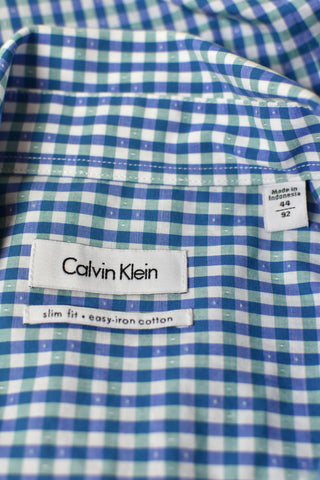 Made in
Indonesia
44
92
Calvin Klein
slim fit • easy-iron cotton